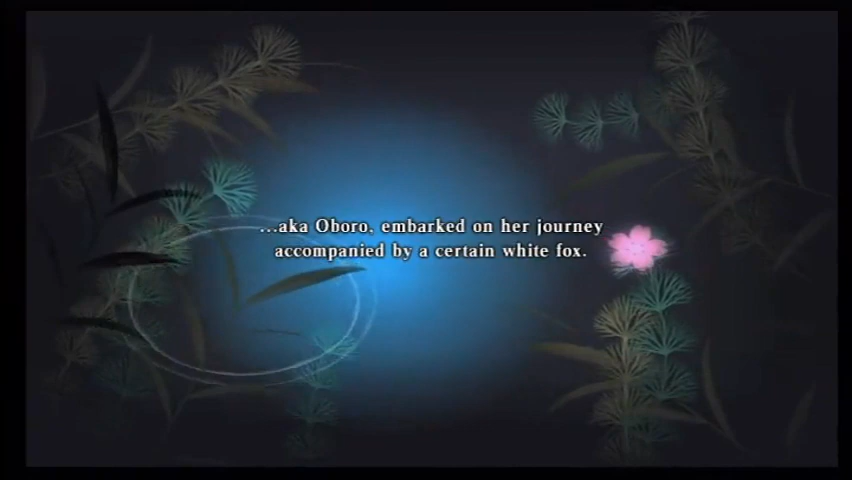 ...aka Oboro, embarked on her journey
accompanied by a certain white fox.